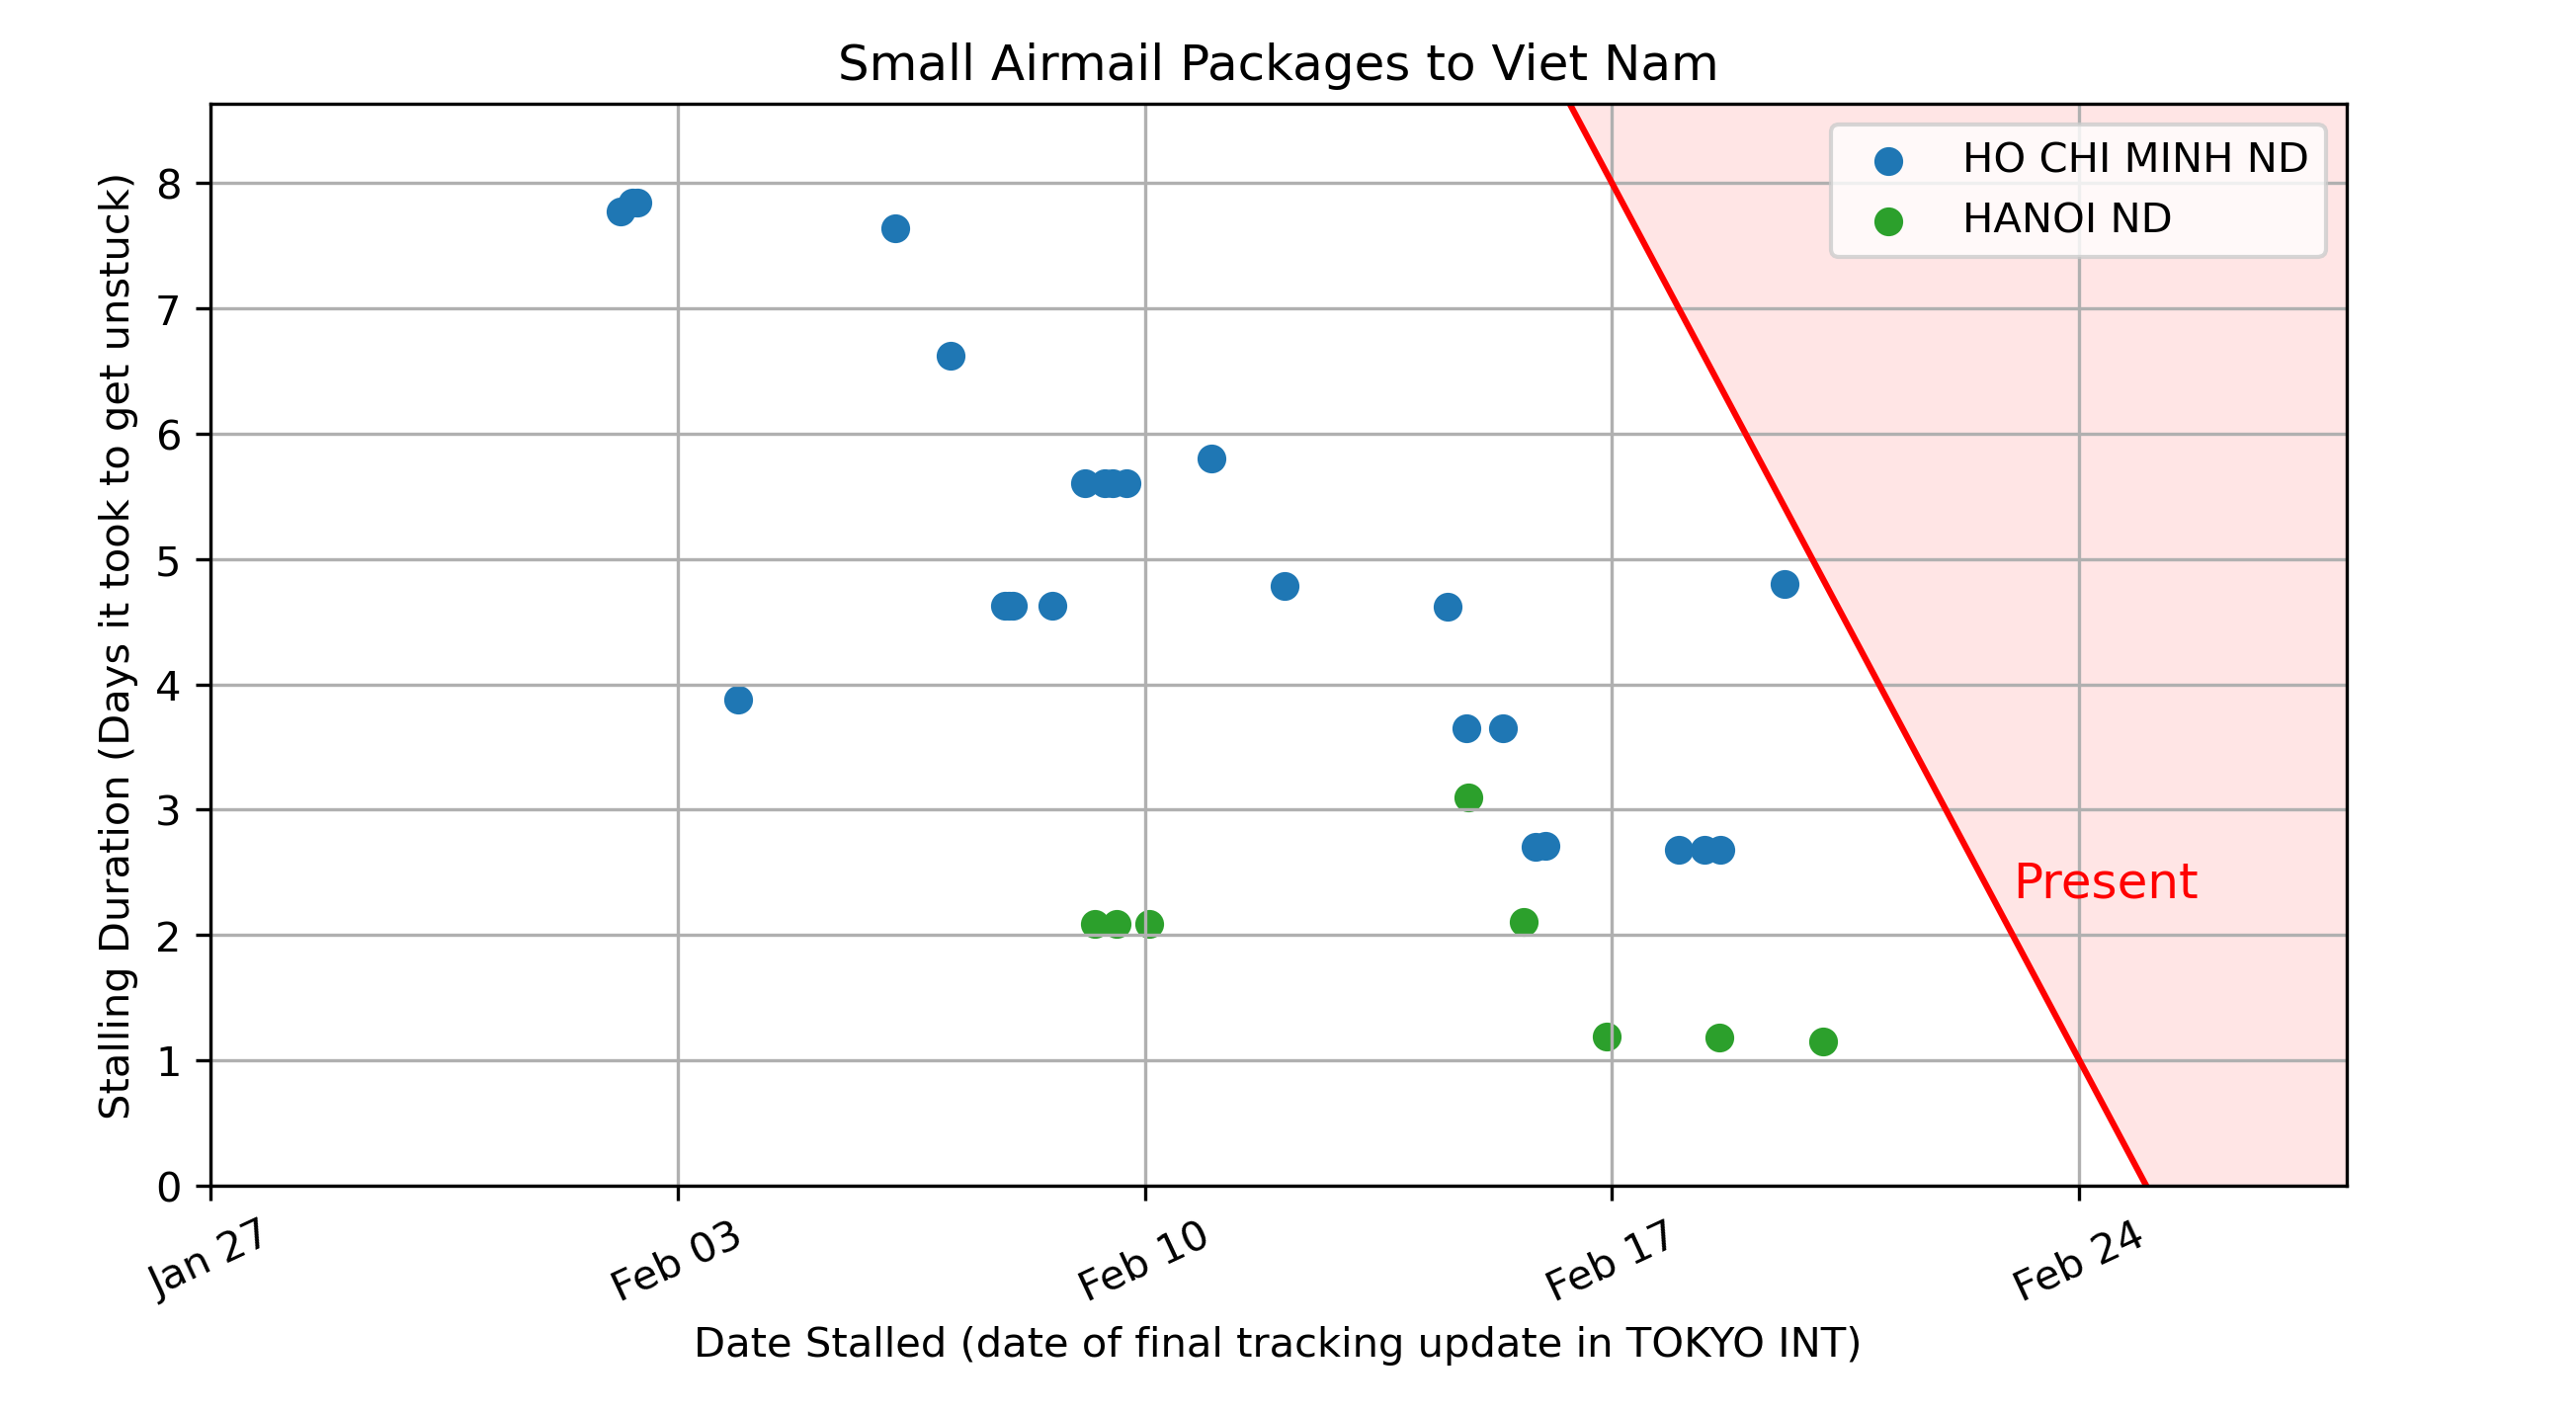 Small Airmail Packages to Viet Nam
HO CHI MINH ND
HANOI ND
Stalling Duration (Days it took to get unstuck)
8
7
6
5
4
3
2
1
0
Present
Jan 27
Feb 03
Feb 10
Feb 17
Feb 24
Date Stalled (date of final tracking update in TOKYO INT)